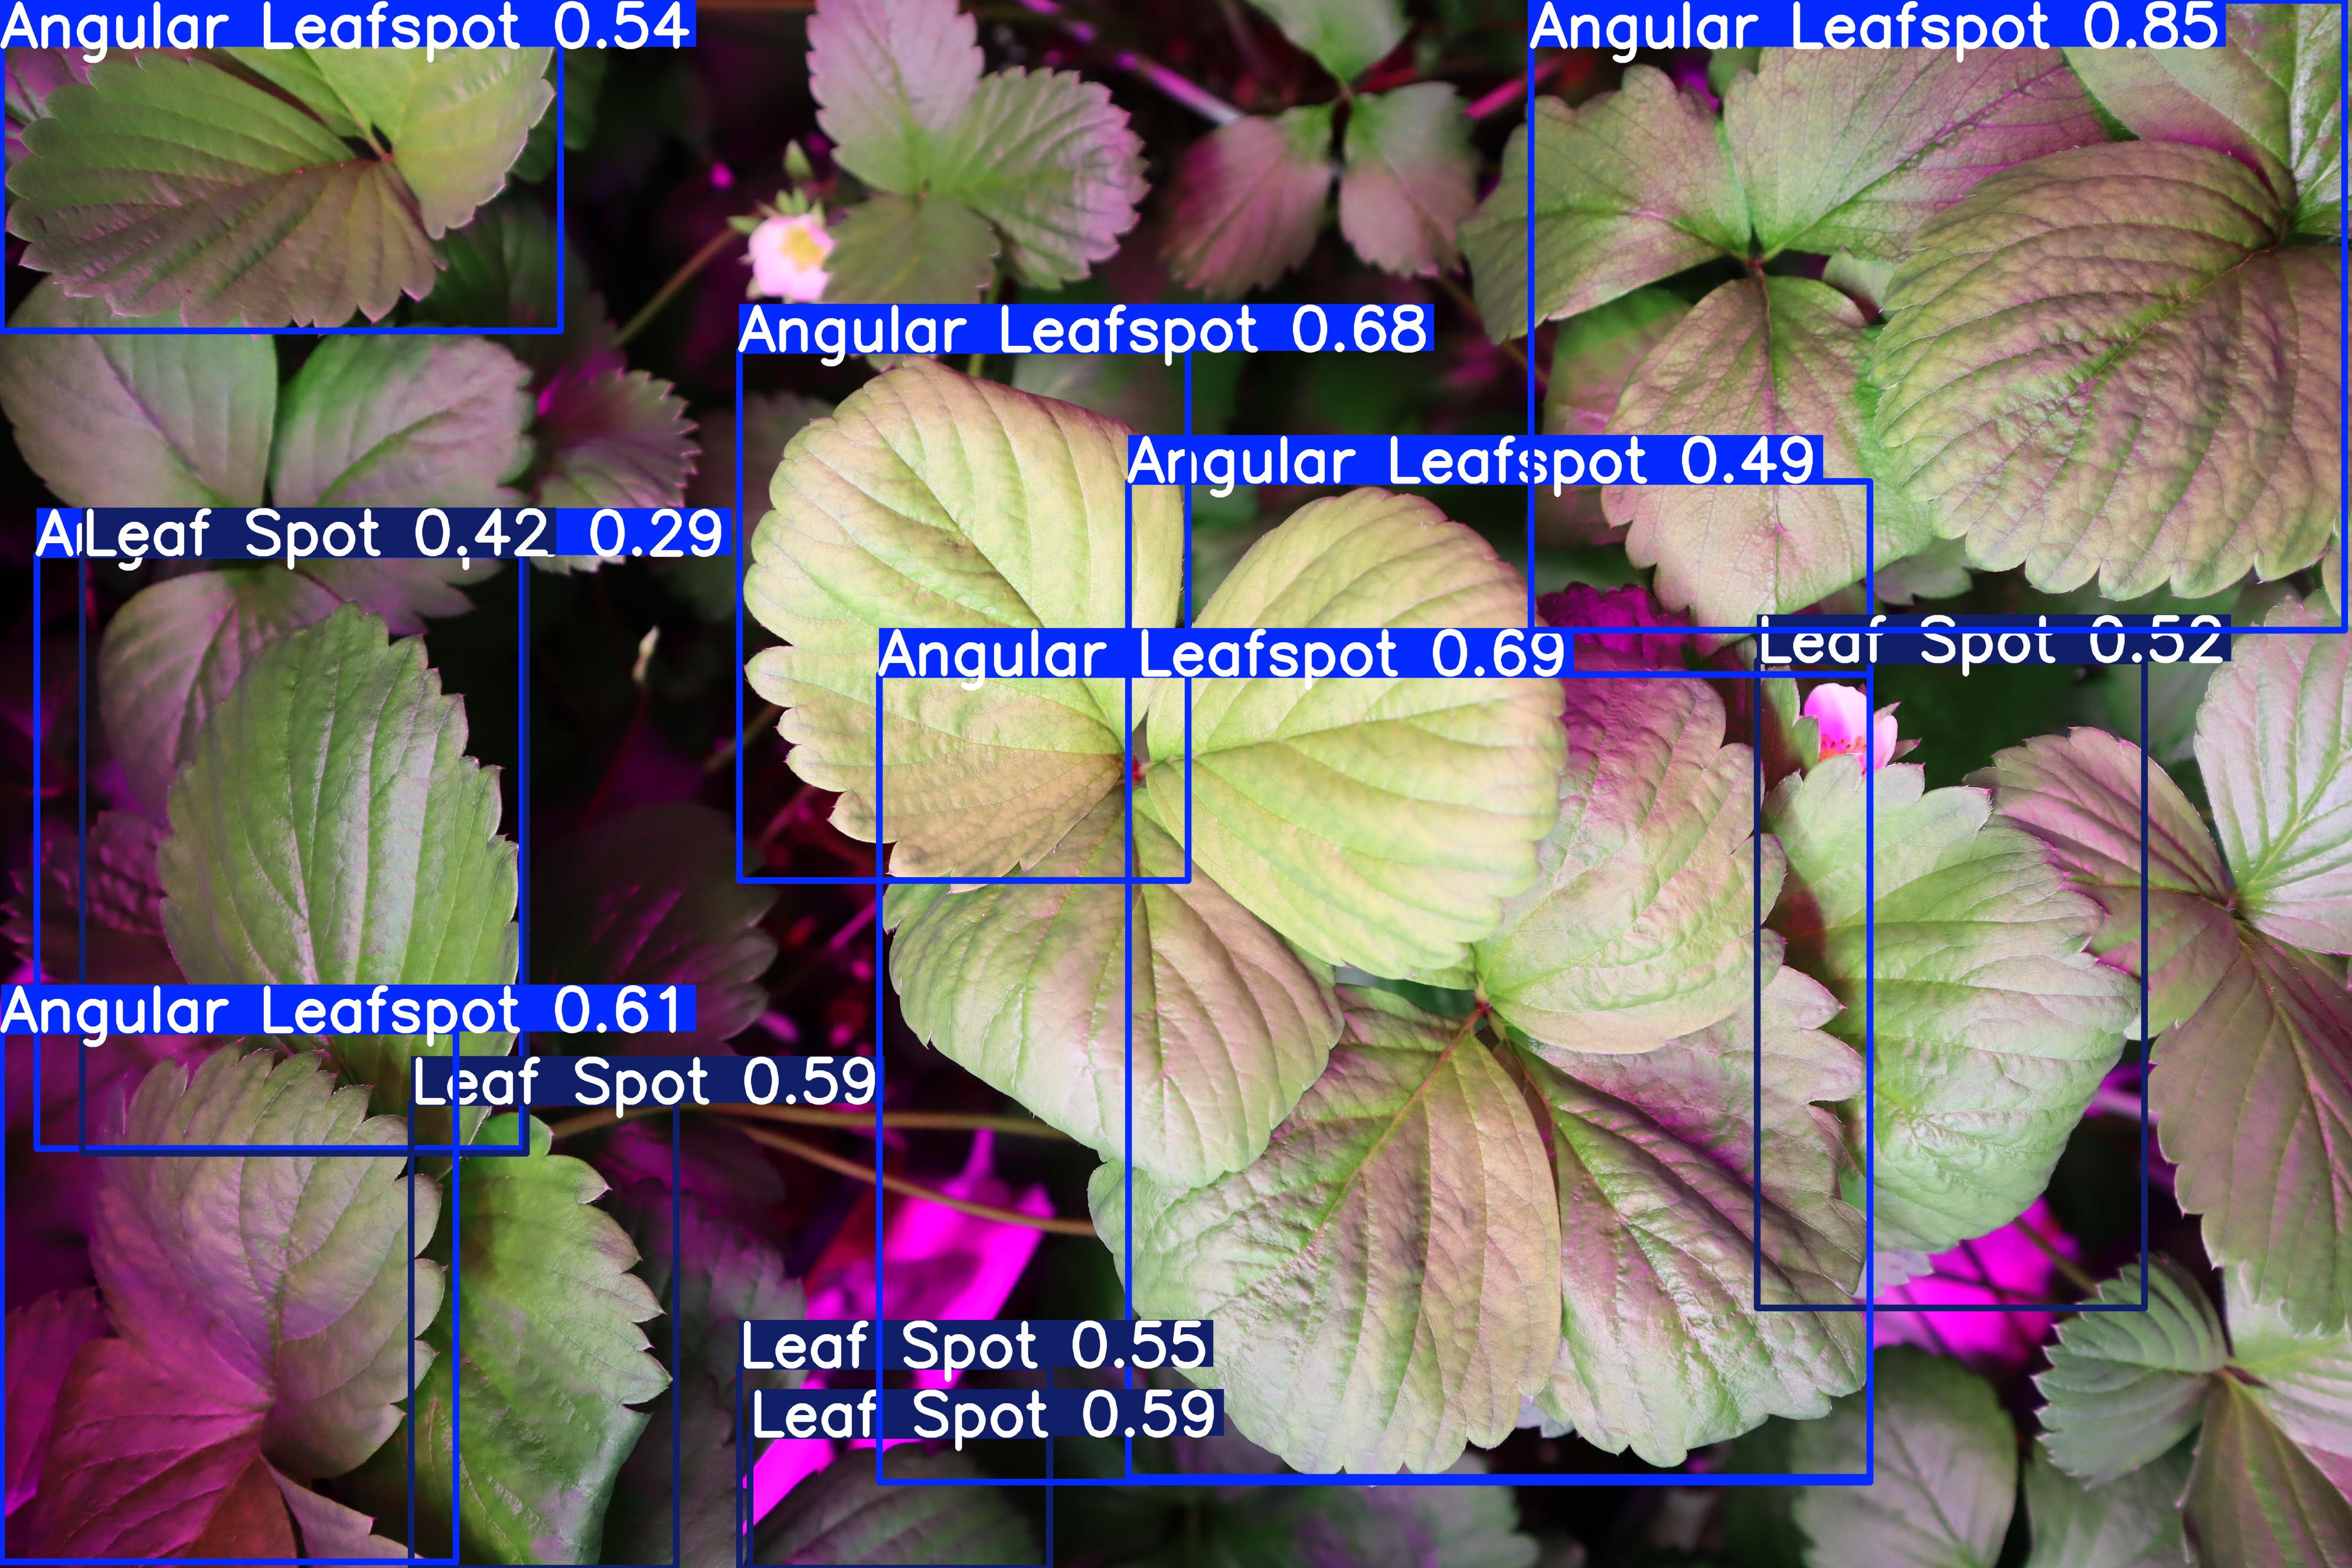 Angular Leafspot 0.54
Angular Leafspot 0.85
Angular Leafspot 0.68
Angular Leafspot 0.49
Leaf Spot 0.42
0.29
Angular Leafspot 0.69
Leaf Spot 0.52
Angular Leafspot 0.61
Leaf Spot 0.59
Leaf Spot 0.55
Leaf Spot 0.59